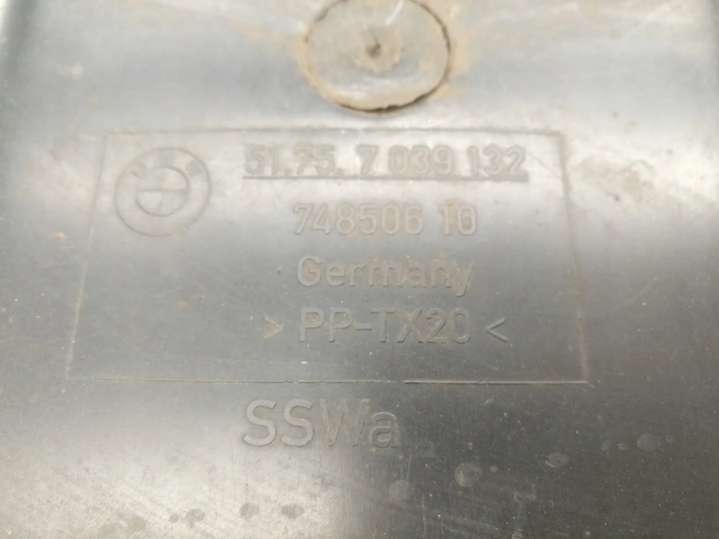 51.75. 7 039 132
748506 10
Germany
> PP-TX20 <
SSWa